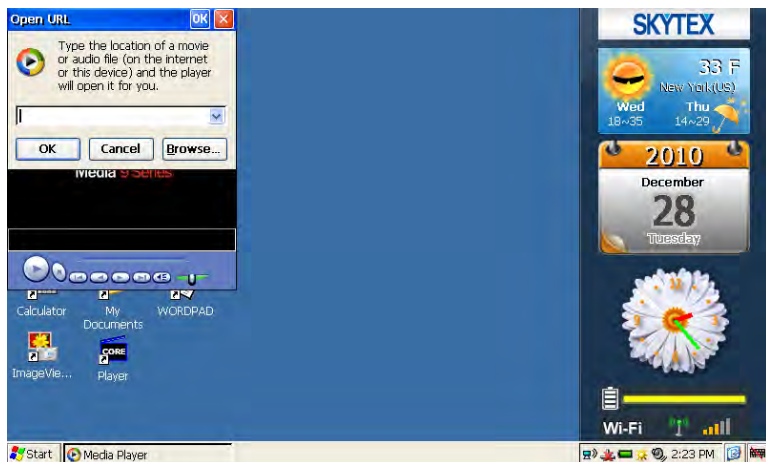 Open URL
OK
X
Type the location of a movie
or audio file (on the internet
or this device) and the player
will open it for you.
OK
Cancel
Browse...
Media 9 Series
Calculator
My
Documents
WORDPAD
ImageVie...
CORE
Player
SKYTEX
33 F
New York(US)
Wed
18~35
Thu
14~29
2010
December
28
Tuesday
Wi-Fi
Start
Media Player
2:23 PM